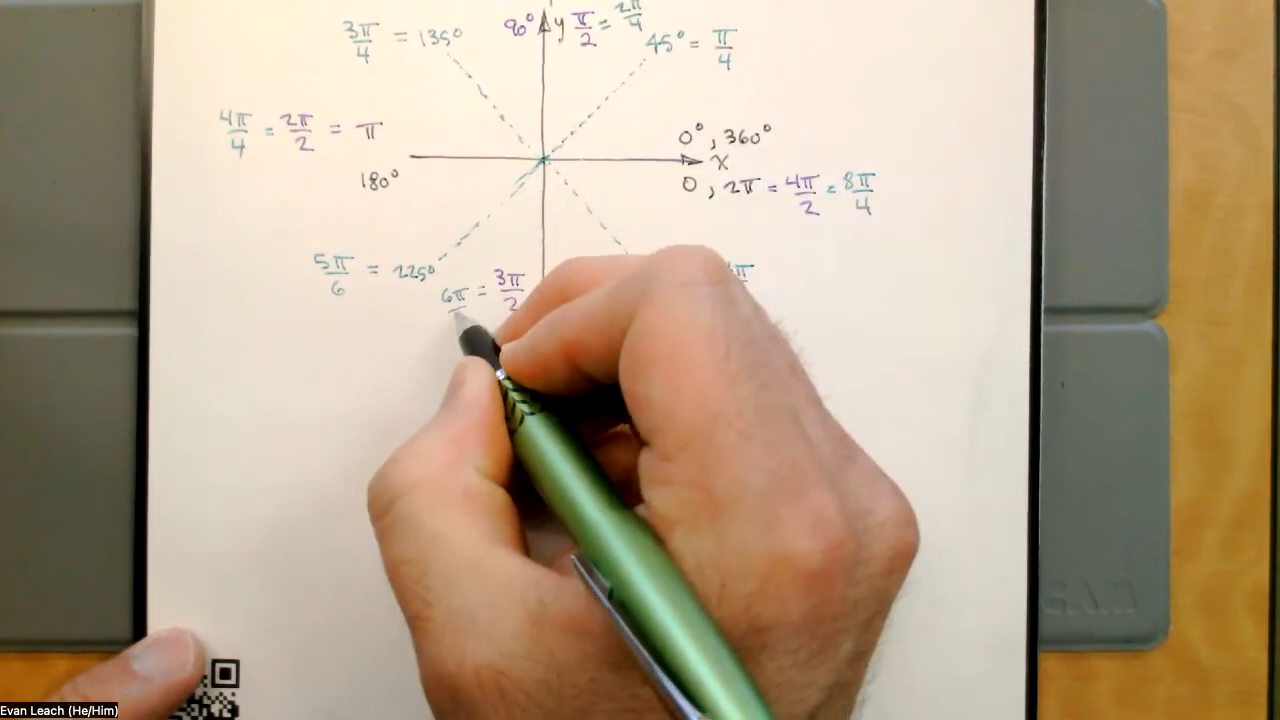 3π/4 = 135°
90° y π/2 = 2π/4
45° = π/4
4π/4 = 2π/2 = π
180°
0°, 360°
x
0, 2π = 4π/2 = 8π/4
5π/6 = 225°
6π = 3π/2
Evan Leach (He/Him)